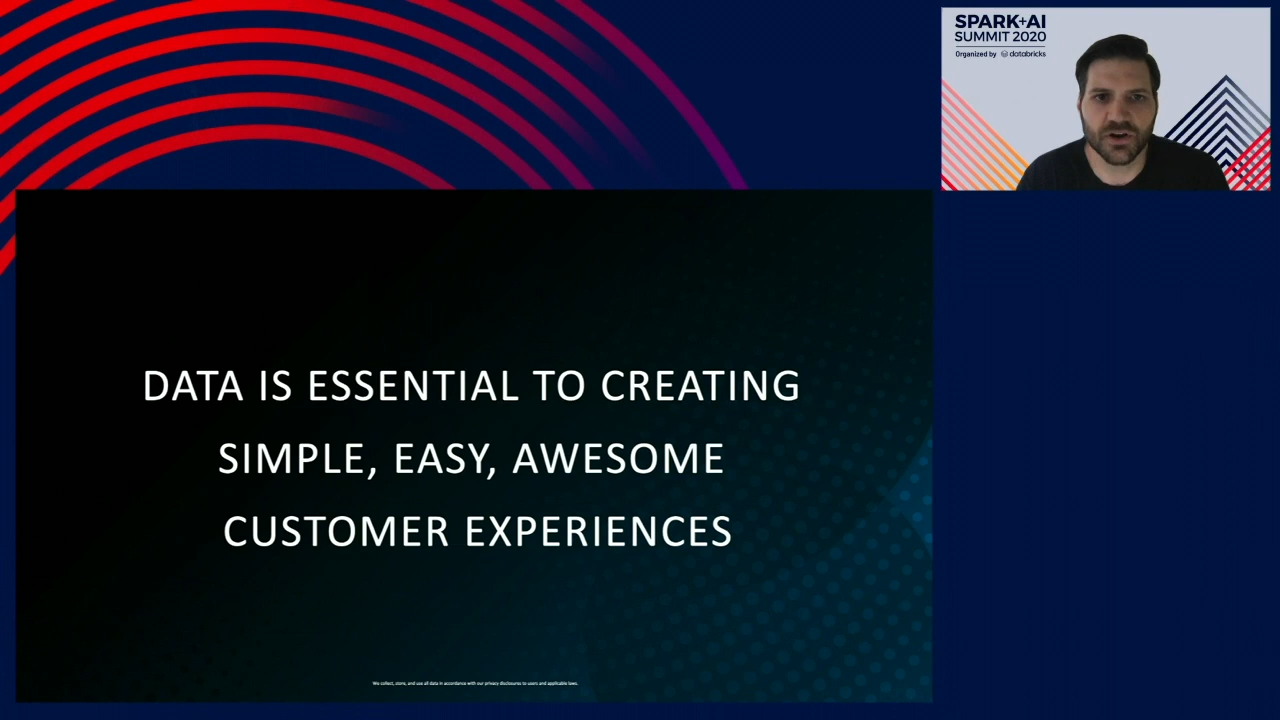 SPARK+AI
SUMMIT 2020
Organized by databricks
DATA IS ESSENTIAL TO CREATING
SIMPLE, EASY, AWESOME
CUSTOMER EXPERIENCES
We collect, store, and use all data in accordance with our privacy disclosures to users and applicable laws.